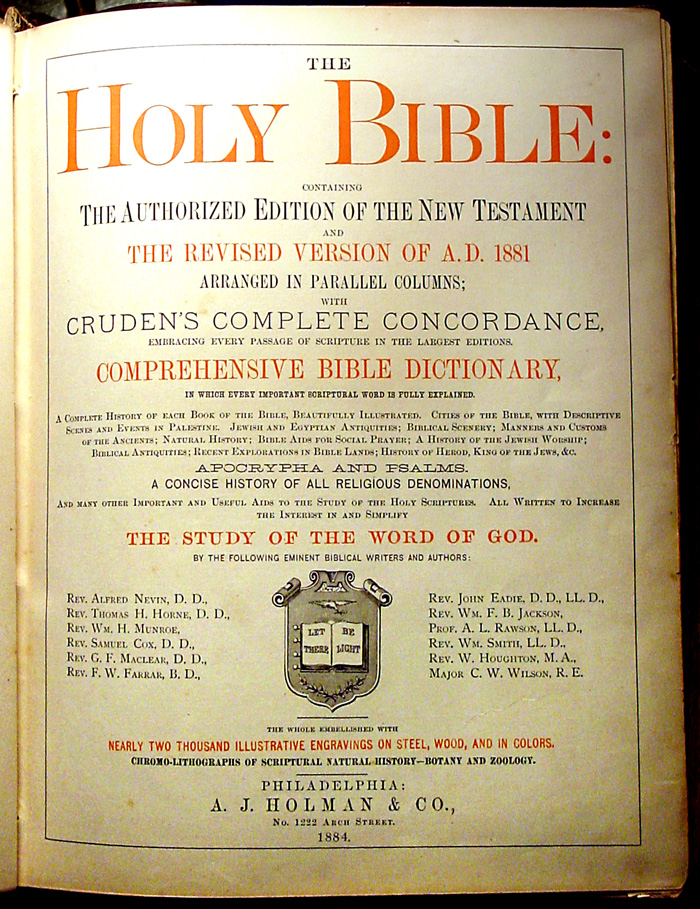 THE
HOLY BIBLE:
CONTAINING
THE AUTHORIZED EDITION OF THE NEW TESTAMENT
AND
THE REVISED VERSION OF A.D. 1881
ARRANGED IN PARALLEL COLUMNS;
WITH
CRUDEN'S COMPLETE CONCORDANCE,
EMBRACING EVERY PASSAGE OF SCRIPTURE IN THE LARGEST EDITIONS.
COMPREHENSIVE BIBLE DICTIONARY,
IN WHICH EVERY IMPORTANT SCRIPTURAL WORD IS FULLY EXPLAINED.
A COMPLETE HISTORY OF EACH BOOK OF THE BIBLE, BEAUTIFULLY ILLUSTRATED. CITIES OF THE BIBLE, WITH DESCRIPTIVE
SCENES AND EVENTS IN PALESTINE. JEWISH AND EGYPTIAN ANTIQUITIES; BIBLICAL SCENERY; MANNERS AND CUSTOMS
OF THE ANCIENTS; NATURAL HISTORY; BIBLE AIDS FOR SOCIAL PRAYER; A HISTORY OF THE JEWISH WORSHIP;
BIBLICAL ANTIQUITIES; RECENT EXPLORATIONS IN BIBLE LANDS; HISTORY OF HEROD, KING OF THE JEWS, &C.
APOCRYPHA AND PSALMS.
A CONCISE HISTORY OF ALL RELIGIOUS DENOMINATIONS,
AND MANY OTHER IMPORTANT AND USEFUL AIDS TO THE STUDY OF THE HOLY SCRIPTURES. ALL WRITTEN TO INCREASE
THE INTEREST IN AND SIMPLIFY
THE STUDY OF THE WORD OF GOD.
BY THE FOLLOWING EMINENT BIBLICAL WRITERS AND AUTHORS:
REV. ALFRED NEVIN, D. D.,
REV. THOMAS H. HORNE, D. D.,
REV. WM. H. MUNROE,
REV. SAMUEL COX, D. D.,
REV. G. F. MACLEAR, D. D.,
REV. F. W. FARRAR, B. D.,
LET THERE
BE LIGHT
REV. JOHN EADIE, D. D., LL. D.,
REV. WM. F. B. JACKSON,
PROF. A. L. RAWSON, LL. D.,
REV. WM. SMITH, LL. D.,
REV. W. HOUGHTON, M. A.,
MAJOR C. W. WILSON, R. E.
THE WHOLE EMBELLISHED WITH
NEARLY TWO THOUSAND ILLUSTRATIVE ENGRAVINGS ON STEEL, WOOD, AND IN COLORS.
CHROMO-LITHOGRAPHS OF SCRIPTURAL NATURAL HISTORY—BOTANY AND ZOOLOGY.
PHILADELPHIA:
A. J. HOLMAN & CO.,
NO. 1222 ARCH STREET.
1884.